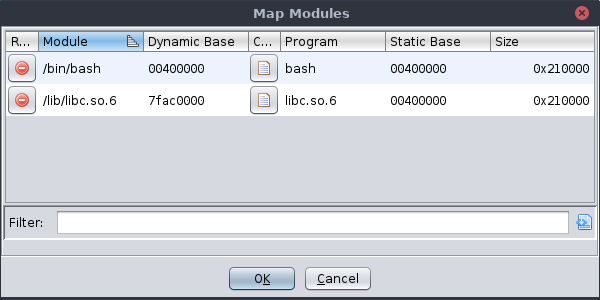 Map Modules
R... Module Dynamic Base C... Program Static Base Size
/bin/bash 00400000 bash 00400000 0x210000
/lib/libc.so.6 7fac0000 libc.so.6 00400000 0x210000
Filter:
OK Cancel